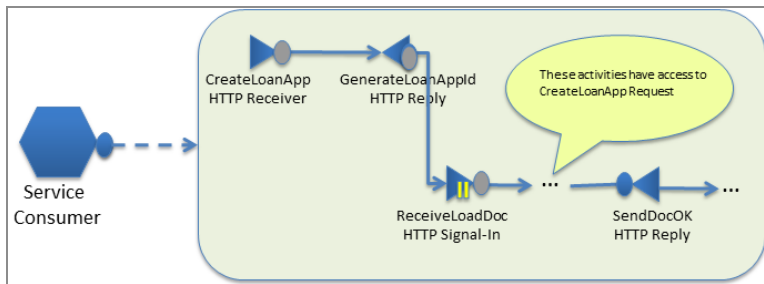 CreateLoanApp
HTTP Receiver
GenerateLoanAppId
HTTP Reply
These activities have access to
CreateLoanApp Request
Service
Consumer
ReceiveLoadDoc
HTTP Signal-In
...
SendDocOK
HTTP Reply
...